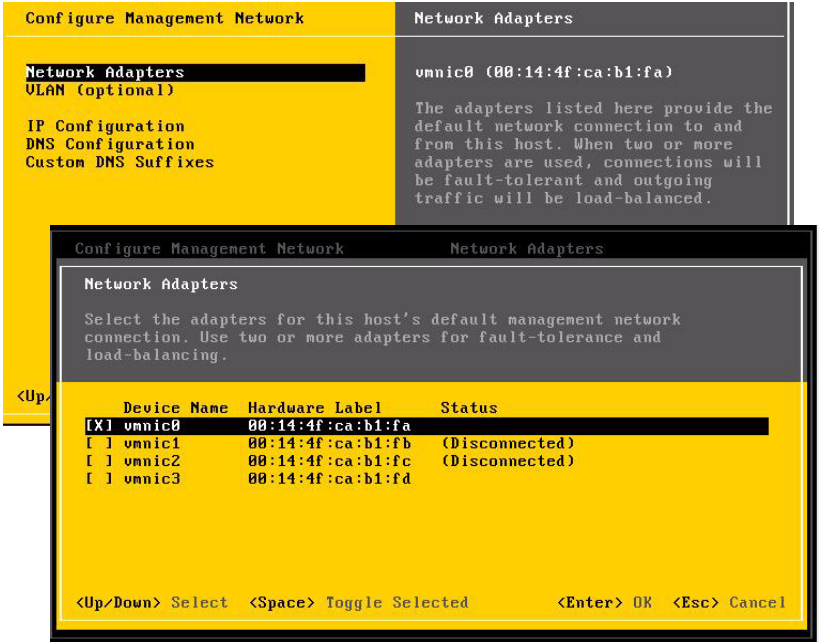 Configure Management Network
Network Adapters
Network Adapters
VLAN (optional)
IP Configuration
DNS Configuration
Custom DNS Suffixes
vmnic0 (00:14:4f:ca:b1:fa)
The adapters listed here provide the
default network connection to and
from this host. When two or more
adapters are used, connections will
be fault-tolerant and outgoing
traffic will be load-balanced.
<Up/
Configure Management Network
Network Adapters
Network Adapters
Select the adapters for this host's default management network
connection. Use two or more adapters for fault-tolerance and
load-balancing.
Device Name Hardware Label Status
[X] vmnic0 00:14:4f:ca:b1:fa
[ ] vmnic1 00:14:4f:ca:b1:fb (Disconnected)
[ ] vmnic2 00:14:4f:ca:b1:fc (Disconnected)
[ ] vmnic3 00:14:4f:ca:b1:fd
<Up/Down> Select <Space> Toggle Selected <Enter> OK <Esc> Cancel